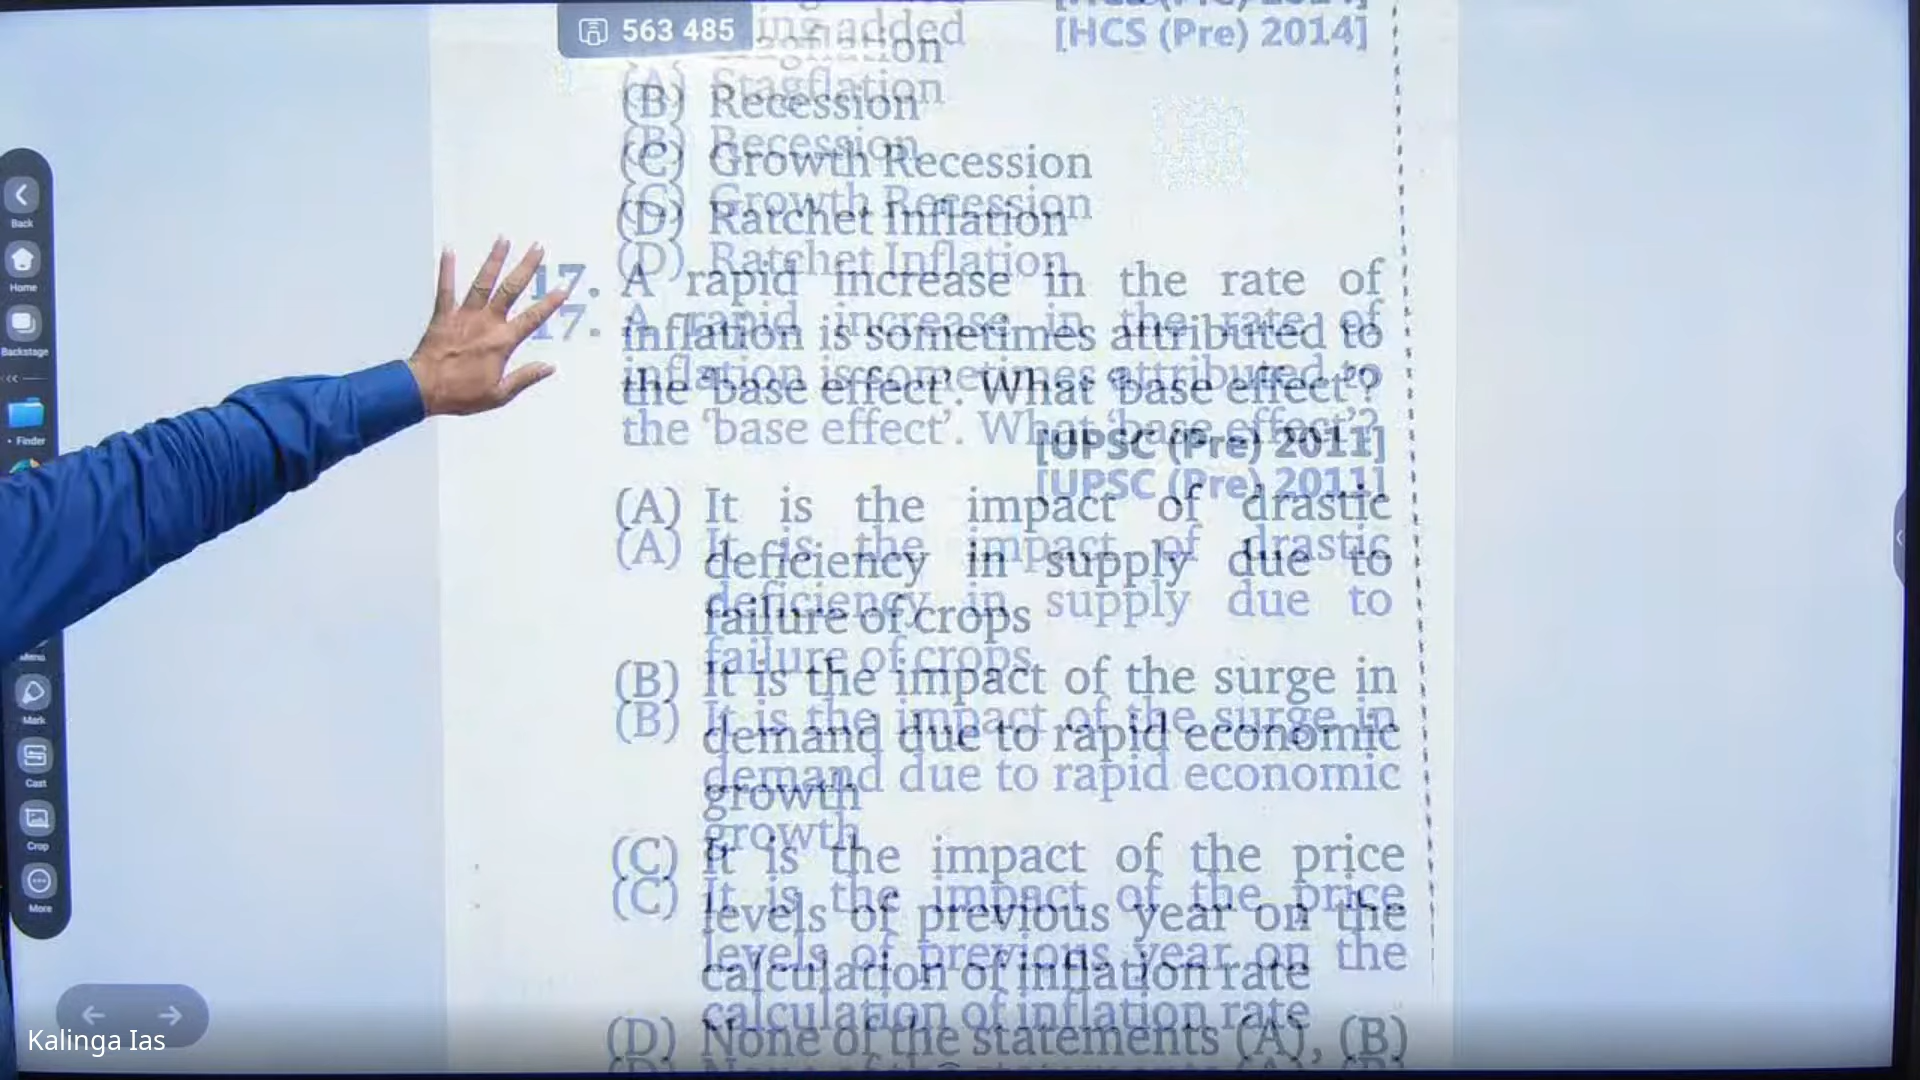 563 485
ing added
[HCS (Pre) 2014]
(A) Stagflation
(B) Recession
(C) Growth Recession
(D) Ratchet Inflation
17. A rapid increase in the rate of
inflation is sometimes attributed to
the ‘base effect’. What ‘base effect’?
[UPSC (Pre) 2011]
(A) It is the impact of drastic
deficiency in supply due to
failure of crops
(B) It is the impact of the surge in
demand due to rapid economic
growth
(C) It is the impact of the price
levels of previous year on the
calculation of inflation rate
(D) None of the statements (A), (B)
Back
Home
Backstage
Finder
Menu
Mark
Cast
Crop
More
Kalinga Ias